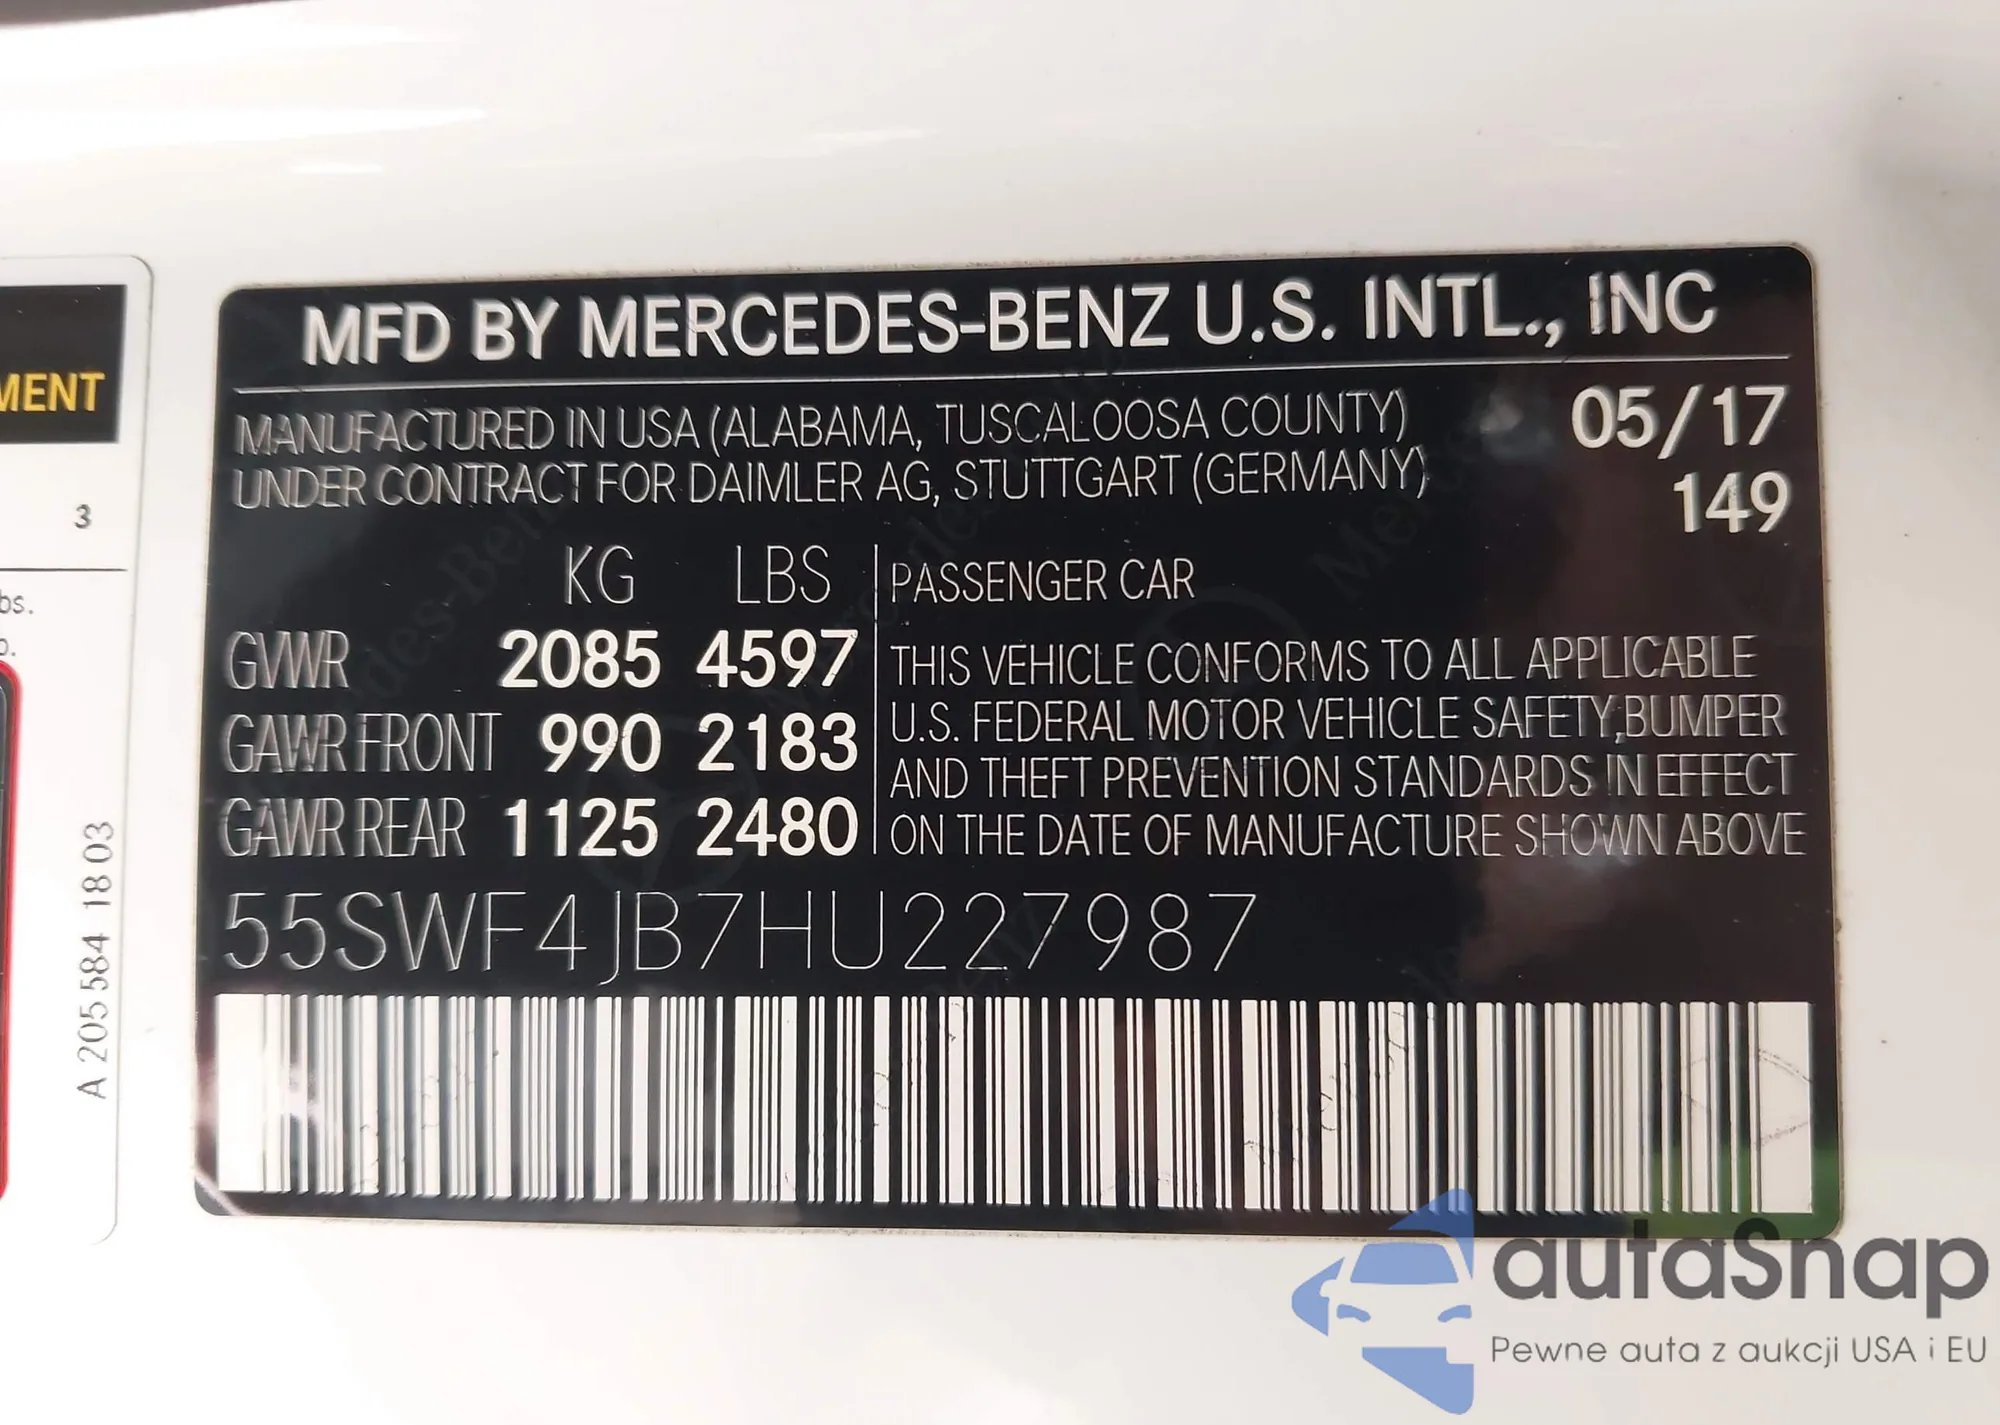 MENT
3
bs.
A 205 584 18 03
MFD BY MERCEDES-BENZ U.S. INTL., INC
MANUFACTURED IN USA (ALABAMA, TUSCALOOSA COUNTY)
UNDER CONTRACT FOR DAIMLER AG, STUTTGART (GERMANY)
05/17
149
KG LBS
GVWR 2085 4597
GAWR FRONT 990 2183
GAWR REAR 1125 2480
PASSENGER CAR
THIS VEHICLE CONFORMS TO ALL APPLICABLE
U.S. FEDERAL MOTOR VEHICLE SAFETY,BUMPER
AND THEFT PREVENTION STANDARDS IN EFFECT
ON THE DATE OF MANUFACTURE SHOWN ABOVE
55SWF4JB7HU227987
autaSnap
Pewne auta z aukcji USA i EU